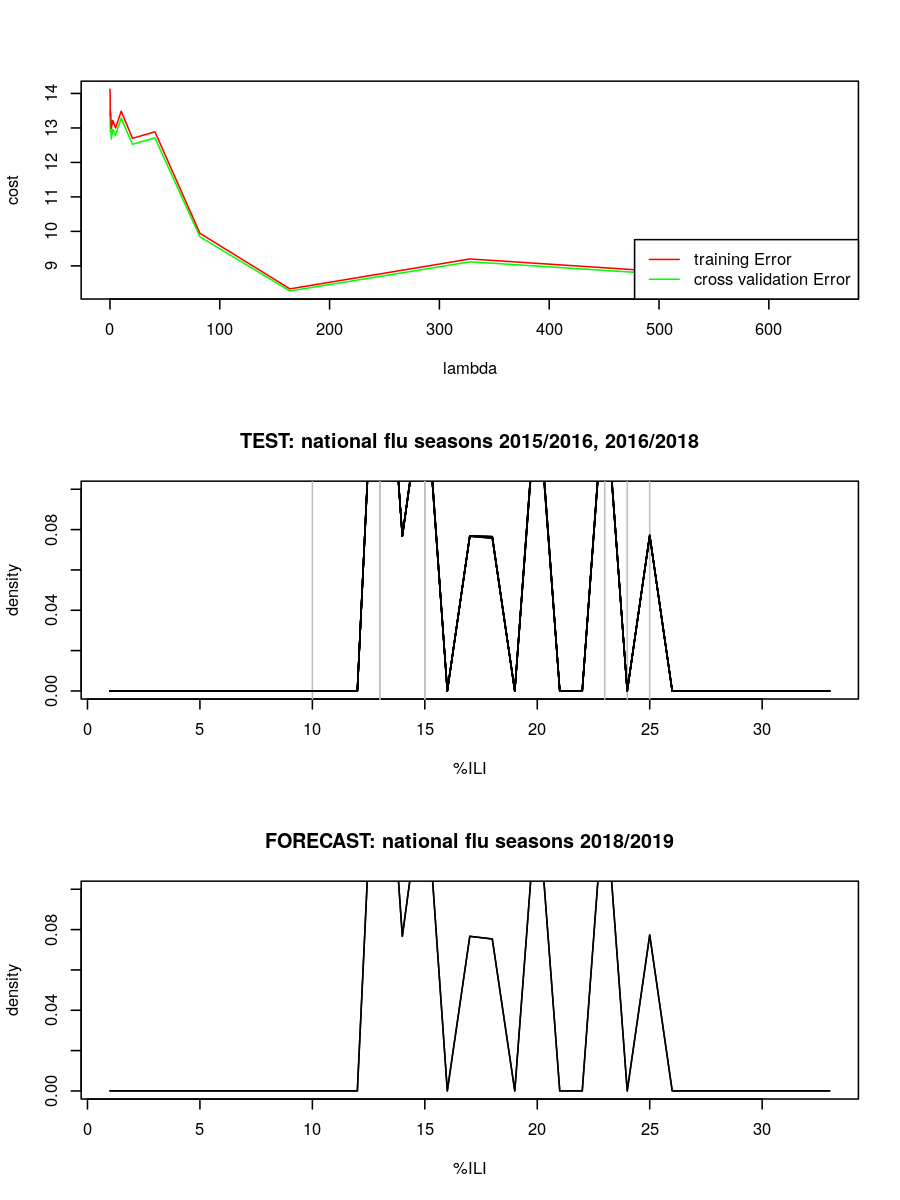 14
13
12
11
10
9
cost
training Error
cross validation Error
0 100 200 300 400 500 600
lambda
TEST: national flu seasons 2015/2016, 2016/2018
0.08
0.04
0.00
density
0 5 10 15 20 25 30
%ILI
FORECAST: national flu seasons 2018/2019
0.08
0.04
0.00
density
0 5 10 15 20 25 30
%ILI